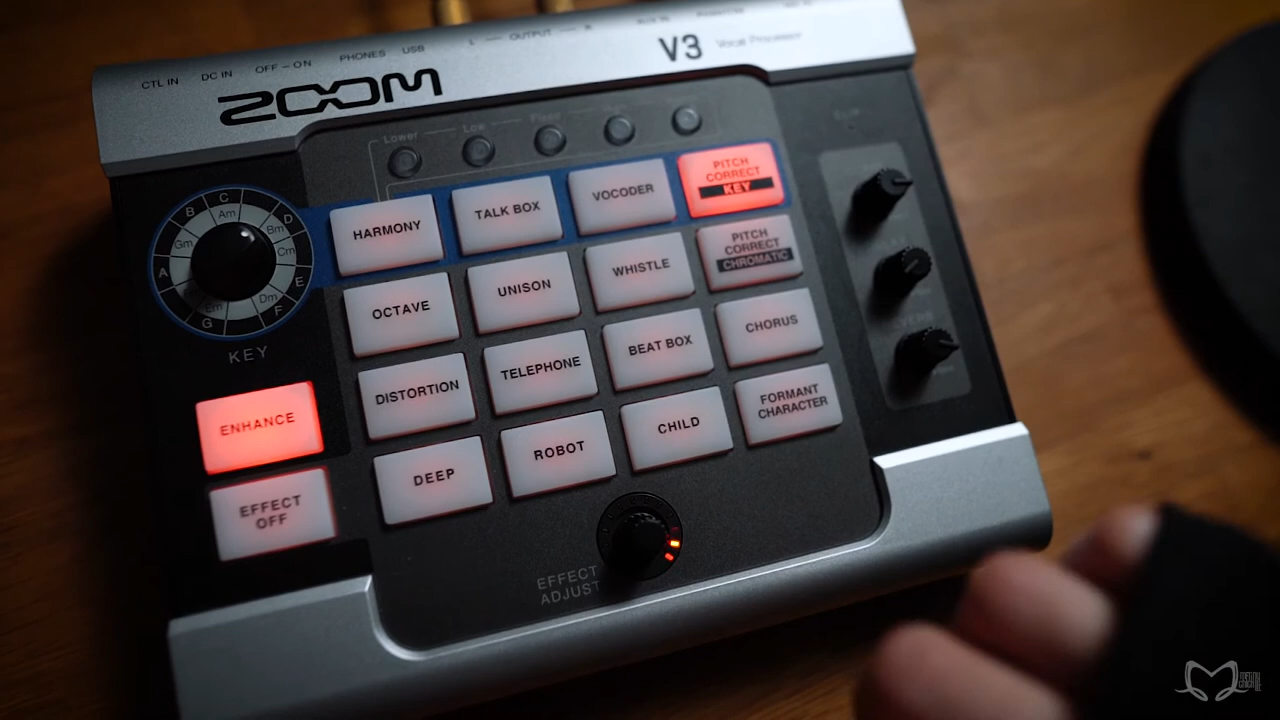 CTL IN
DC IN
OFF – ON
PHONES
USB
L — OUTPUT — R
ZOOM
V3
Vocal Processor
Lower
Low
Fixed
C
D
E
F
G
A
B
Am
Bm
Cm
Dm
Em
Gm
KEY
HARMONY
TALK BOX
VOCODER
PITCH
CORRECT
KEY
OCTAVE
UNISON
WHISTLE
PITCH
CORRECT
CHROMATIC
DISTORTION
TELEPHONE
BEAT BOX
CHORUS
DEEP
ROBOT
CHILD
FORMANT
CHARACTER
ENHANCE
EFFECT
OFF
EFFECT
ADJUST